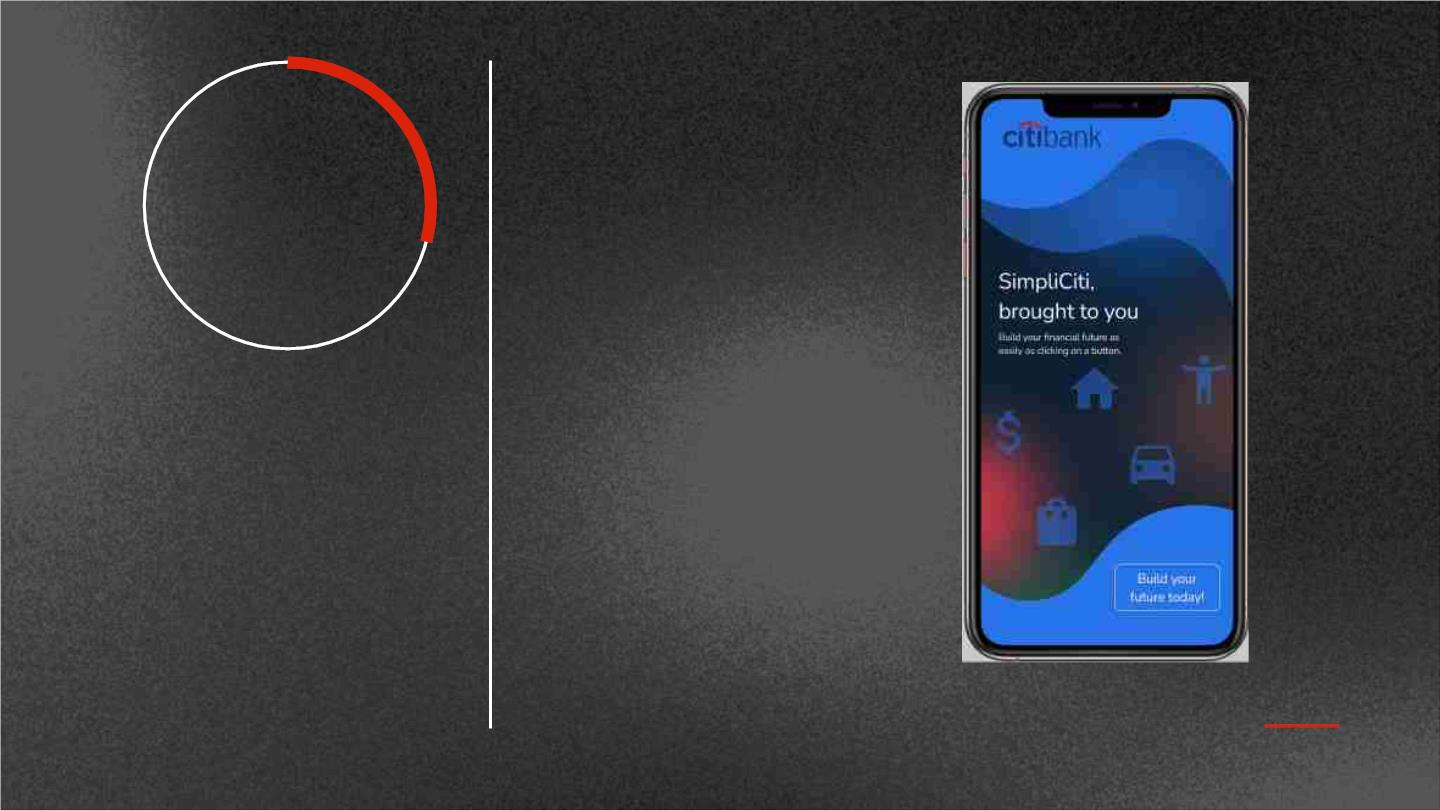 citibank
SimpliCiti,
brought to you
Build your financial future as
easily as clicking on a button.
Build your
future today!